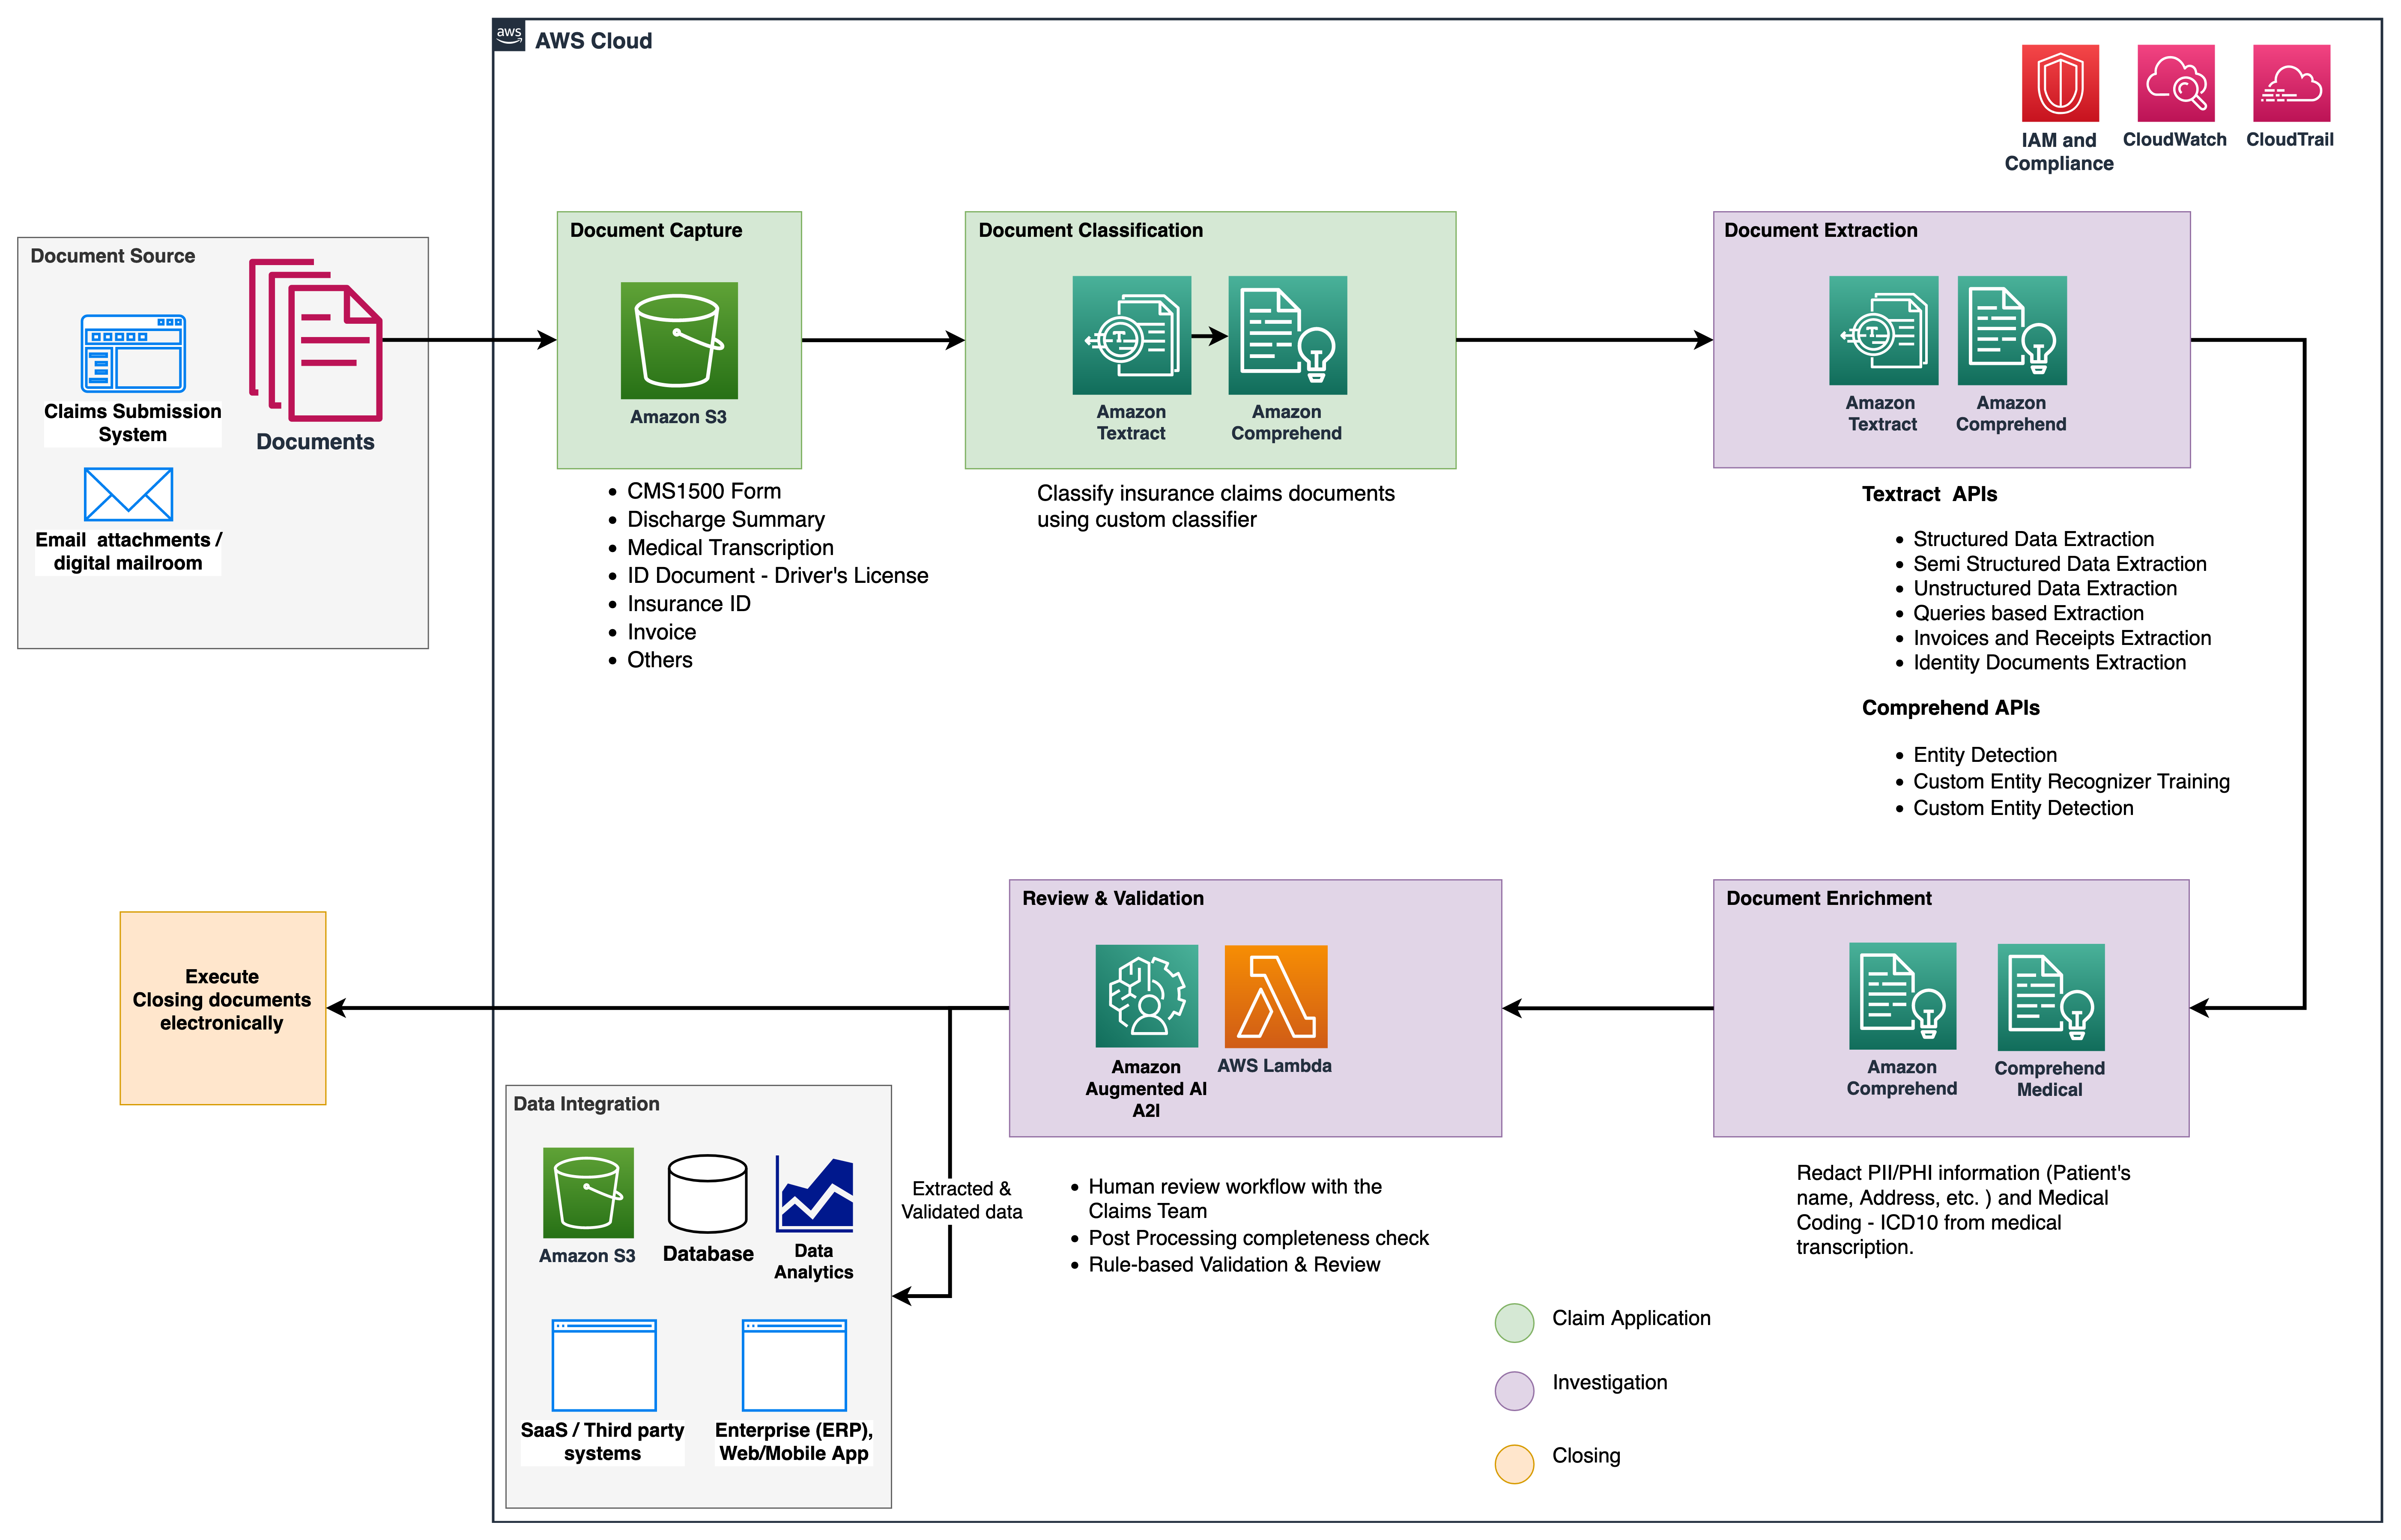 aws
AWS Cloud
IAM and
Compliance
CloudWatch
CloudTrail
Document Source
Claims Submission
System
Documents
Email  attachments /
digital mailroom
Document Capture
Amazon S3
• CMS1500 Form
• Discharge Summary
• Medical Transcription
• ID Document - Driver's License
• Insurance ID
• Invoice
• Others
Document Classification
Amazon
Textract
Amazon
Comprehend
Classify insurance claims documents
using custom classifier
Document Extraction
Amazon
Textract
Amazon
Comprehend
Textract  APIs
• Structured Data Extraction
• Semi Structured Data Extraction
• Unstructured Data Extraction
• Queries based Extraction
• Invoices and Receipts Extraction
• Identity Documents Extraction
Comprehend APIs
• Entity Detection
• Custom Entity Recognizer Training
• Custom Entity Detection
Document Enrichment
Amazon
Comprehend
Comprehend
Medical
Redact PII/PHI information (Patient's
name, Address, etc. ) and Medical
Coding - ICD10 from medical
transcription.
Review & Validation
Amazon
Augmented AI
A2I
AWS Lambda
• Human review workflow with the
Claims Team
• Post Processing completeness check
• Rule-based Validation & Review
Execute
Closing documents
electronically
Extracted &
Validated data
Data Integration
Amazon S3
Database
Data
Analytics
SaaS / Third party
systems
Enterprise (ERP),
Web/Mobile App
Claim Application
Investigation
Closing